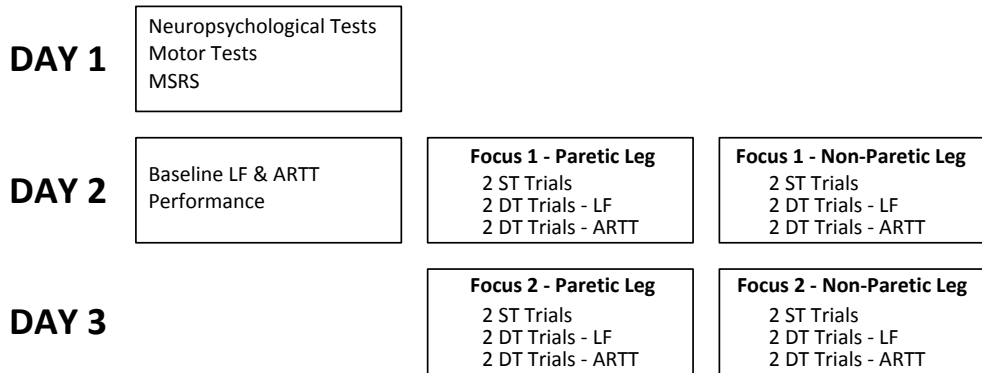 DAY 1
Neuropsychological Tests
Motor Tests
MSRS
DAY 2
Baseline LF & ARTT
Performance
Focus 1 - Paretic Leg
2 ST Trials
2 DT Trials - LF
2 DT Trials - ARTT
Focus 1 - Non-Paretic Leg
2 ST Trials
2 DT Trials - LF
2 DT Trials - ARTT
DAY 3
Focus 2 - Paretic Leg
2 ST Trials
2 DT Trials - LF
2 DT Trials - ARTT
Focus 2 - Non-Paretic Leg
2 ST Trials
2 DT Trials - LF
2 DT Trials - ARTT